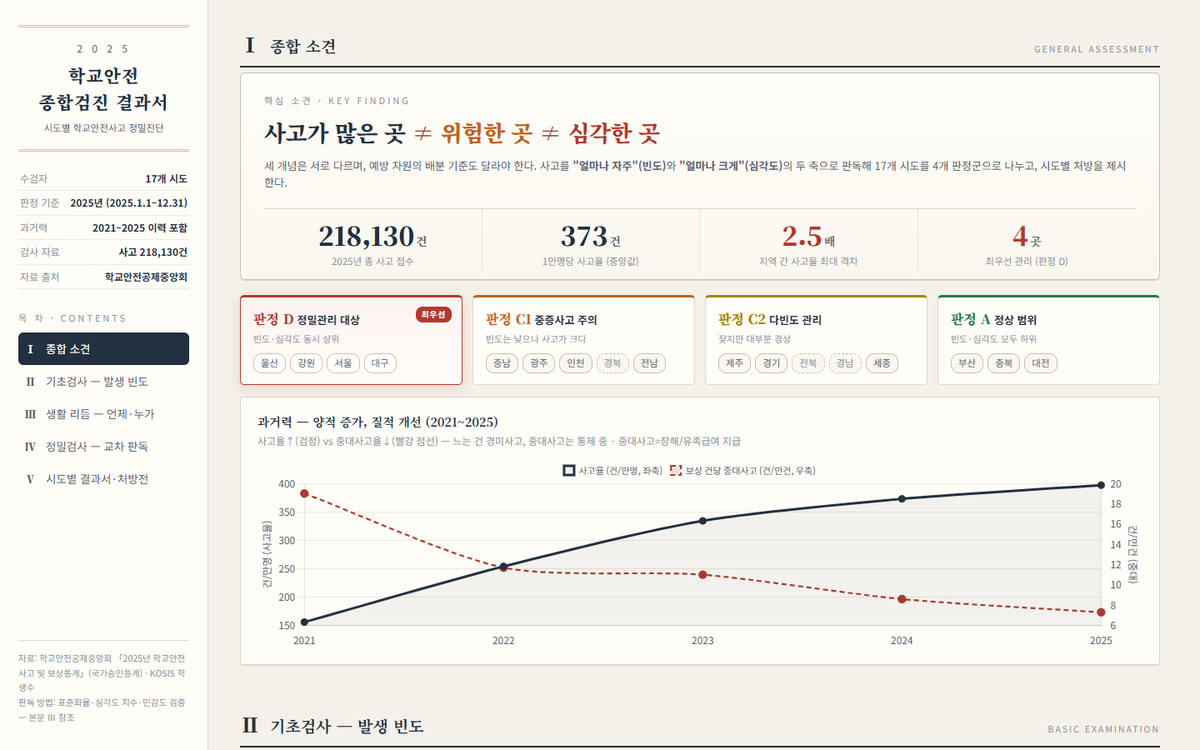 2025
학교안전
종합검진 결과서
시도별 학교안전사고 정밀진단
수검자 17개 시도
판정 기준 2025년 (2025.1.1–12.31)
과거력 2021–2025 이력 포함
검사 자료 사고 218,130건
자료 출처 학교안전공제중앙회
목 차 · CONTENTS
I 종합 소견
II 기초검사 — 발생 빈도
III 생활 리듬 — 언제·누가
IV 정밀검사 — 교차 판독
V 시도별 결과서·처방전
자료: 학교안전공제중앙회 「2025년 학교안전
사고 및 보상통계」(국가승인통계) · KOSIS 학
생수
판독 방법: 표준화율·심각도 지수·민감도 검증
— 본문 III 참조
I 종합 소견
GENERAL ASSESSMENT
핵심 소견 · KEY FINDING
사고가 많은 곳 ≠ 위험한 곳 ≠ 심각한 곳
세 개념은 서로 다르며, 예방 자원의 배분 기준도 달라야 한다. 사고를 "얼마나 자주"(빈도)와 "얼마나 크게"(심각도)의 두 축으로 판독해 17개 시도를 4개 판정군으로 나누고, 시도별 처방을 제시
한다.
218,130건
2025년 총 사고 접수
373건
1만명당 사고율 (중앙값)
2.5배
지역 간 사고율 최대 격차
4곳
최우선 관리 (판정 D)
판정 D 정밀관리 대상
최우선
빈도·심각도 동시 상위
울산 강원 서울 대구
판정 C1 중증사고 주의
빈도는 낮으나 사고가 크다
충남 광주 인천 경북 전남
판정 C2 다빈도 관리
잦지만 대부분 경상
제주 경기 전북 경남 세종
판정 A 정상 범위
빈도·심각도 모두 하위
부산 충북 대전
과거력 — 양적 증가, 질적 개선 (2021~2025)
사고율↑(검정) vs 중대사고율↓(빨강 점선) — 느는 건 경미사고, 중대사고는 통제 중 · 중대사고=장해/유족급여 지급
사고율 (건/만명, 좌축) 보상 건당 중대사고 (건/만건, 우축)
건/만명 (사고율)
400
350
300
250
200
150
20
18
16
14
12
10
8
6
건/만건 (중대)
2021 2022 2023 2024 2025
II 기초검사 — 발생 빈도
BASIC EXAMINATION